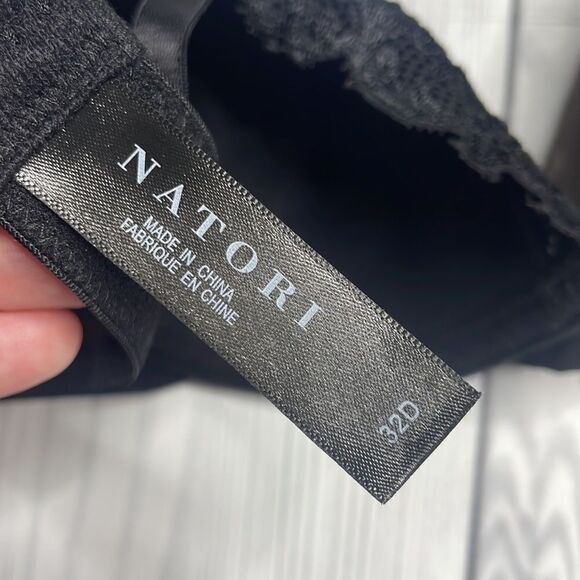 NATORI
MADE IN CHINA
FABRIQUE EN CHINE
32D